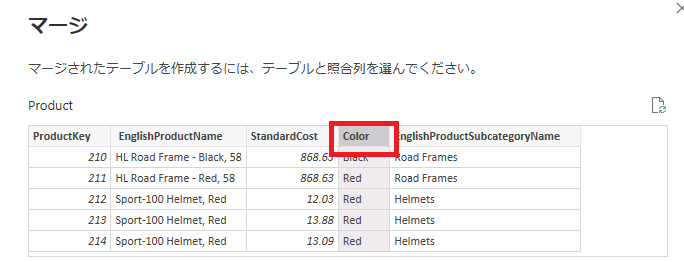 マージ
マージされたテーブルを作成するには、テーブルと照合列を選んでください。
Product
ProductKey EnglishProductName StandardCost Color EnglishProductSubcategoryName
210 HL Road Frame - Black, 58 868.63 Black Road Frames
211 HL Road Frame - Red, 58 868.63 Red Road Frames
212 Sport-100 Helmet, Red 12.03 Red Helmets
213 Sport-100 Helmet, Red 13.88 Red Helmets
214 Sport-100 Helmet, Red 13.09 Red Helmets